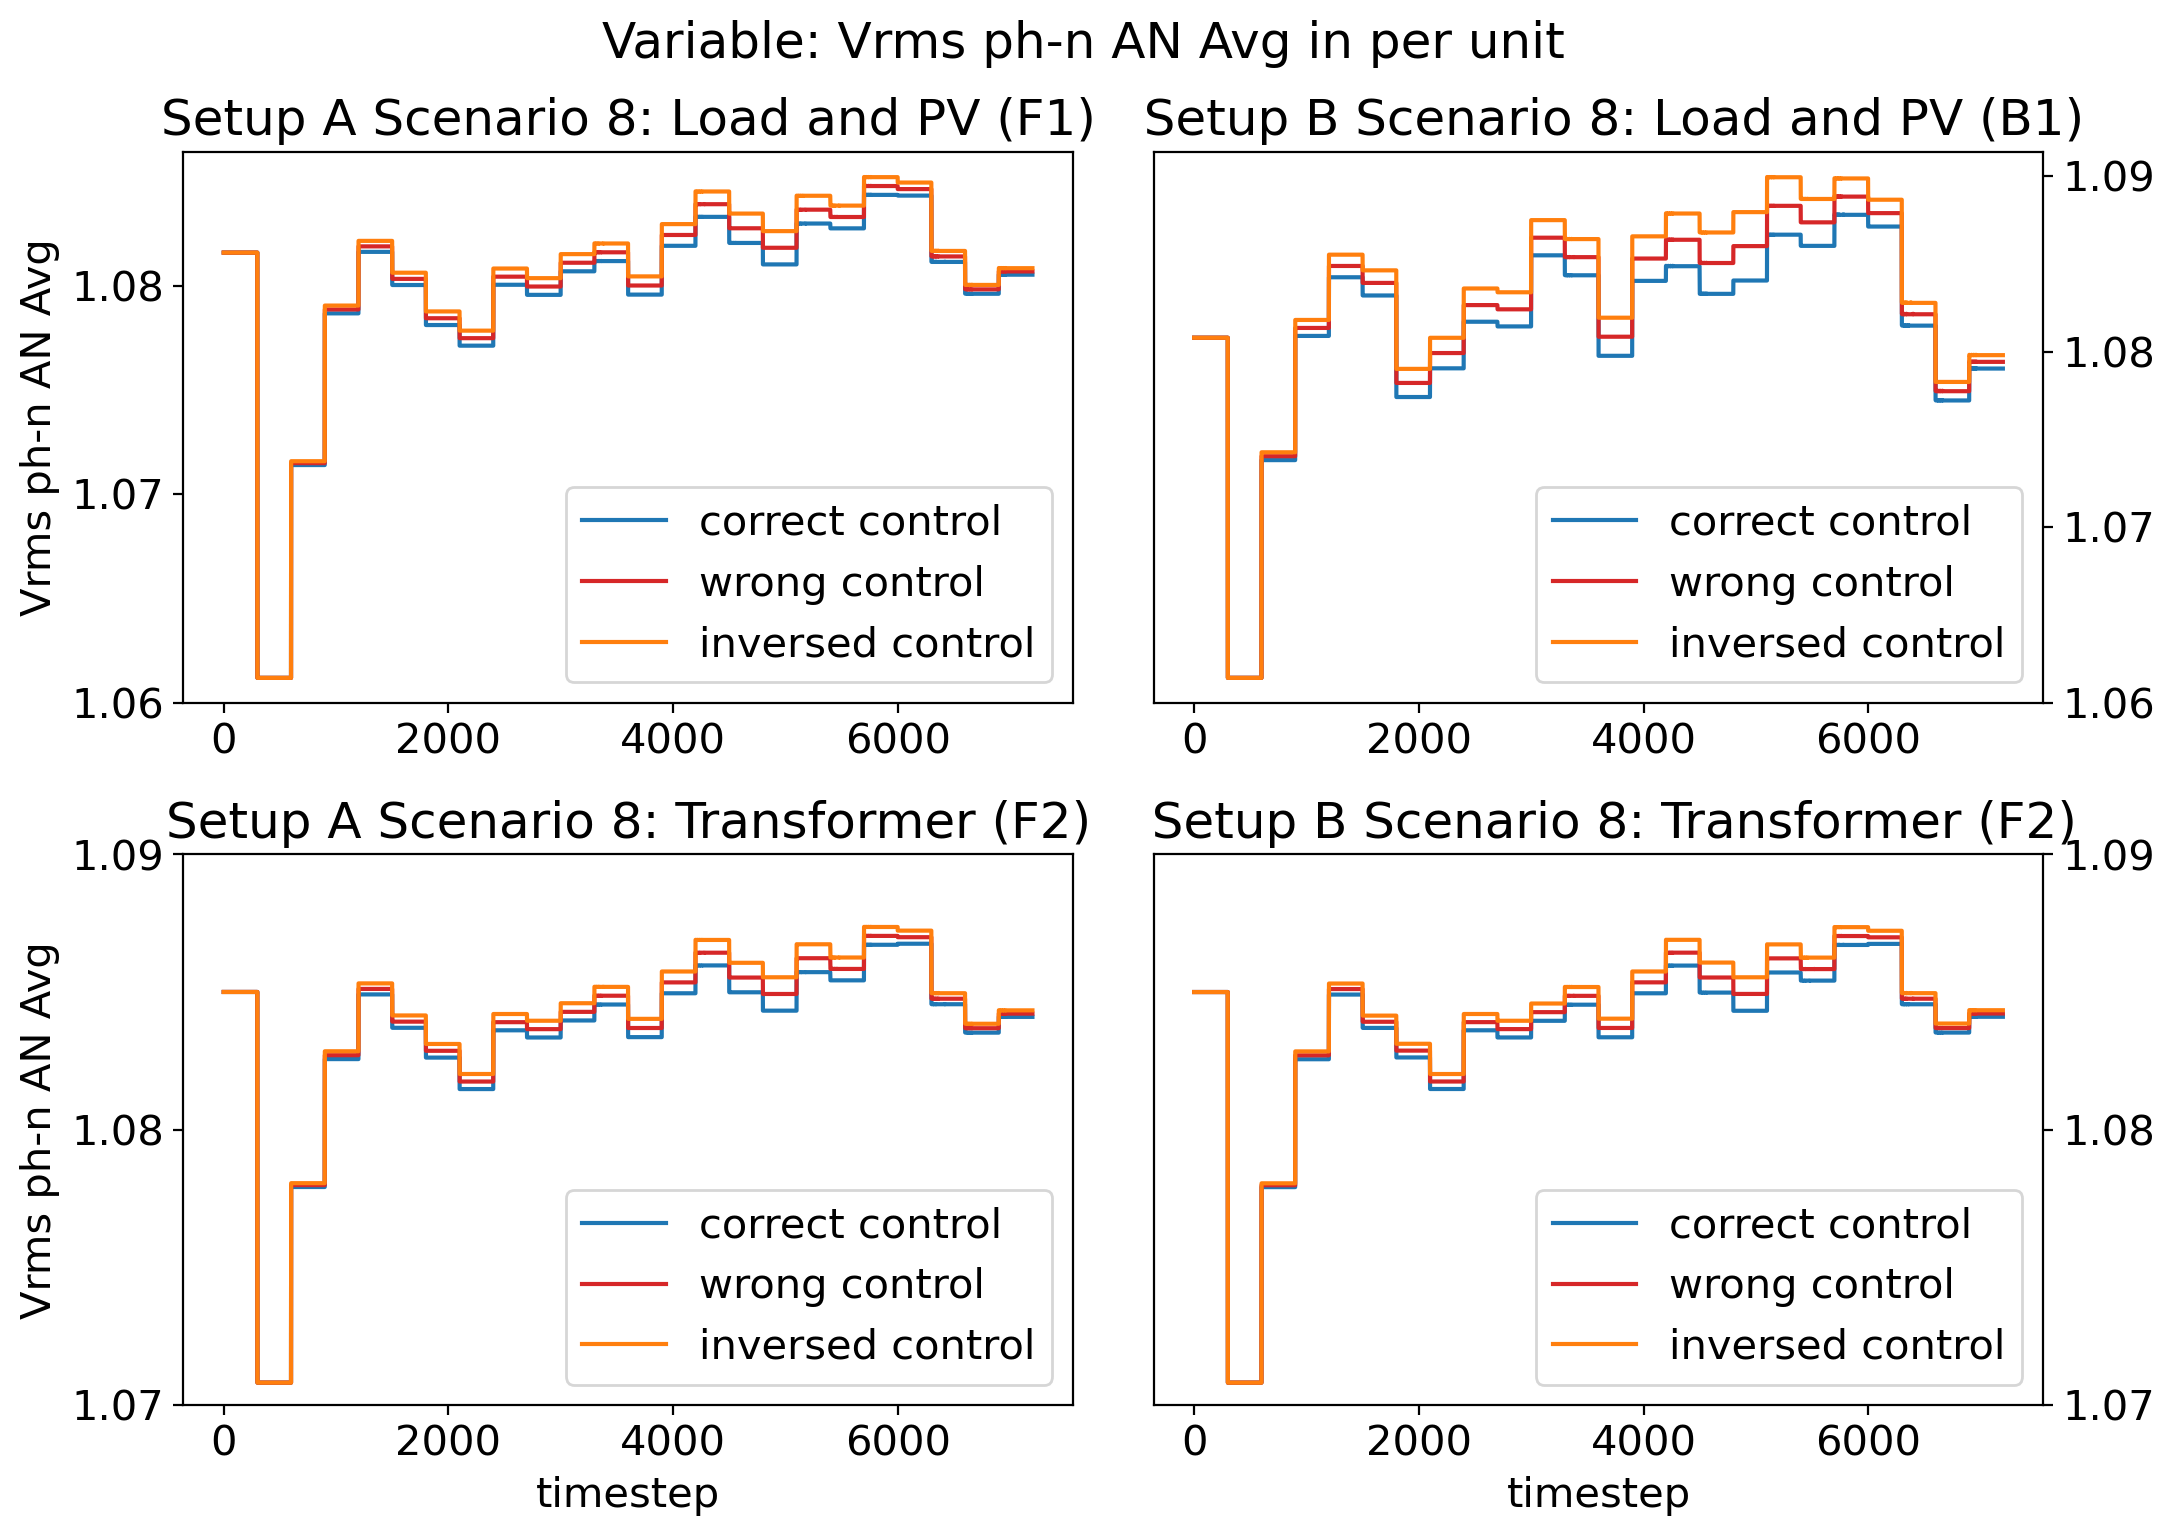 Variable: Vrms ph-n AN Avg in per unit
Setup A Scenario 8: Load and PV (F1)
Vrms ph-n AN Avg
1.08
1.07
1.06
0 2000 4000 6000
correct control
wrong control
inversed control
Setup B Scenario 8: Load and PV (B1)
1.09
1.08
1.07
1.06
0 2000 4000 6000
correct control
wrong control
inversed control
Setup A Scenario 8: Transformer (F2)
Vrms ph-n AN Avg
1.09
1.08
1.07
0 2000 4000 6000
timestep
correct control
wrong control
inversed control
Setup B Scenario 8: Transformer (F2)
1.09
1.08
1.07
0 2000 4000 6000
timestep
correct control
wrong control
inversed control